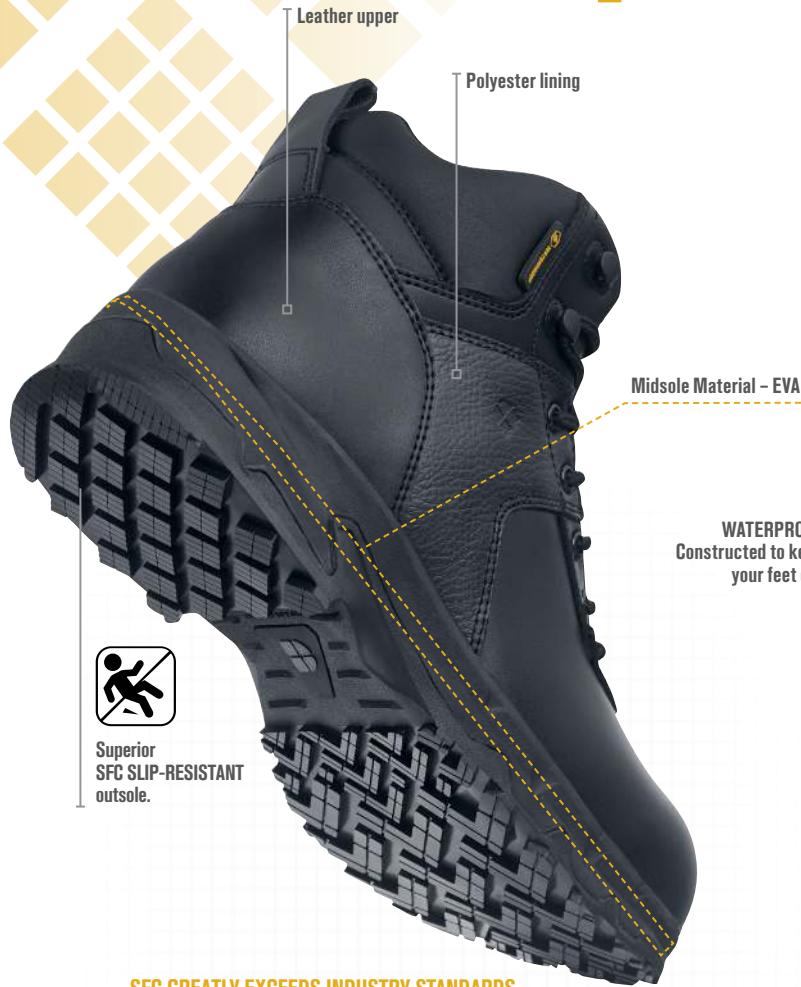 Leather upper
Polyester lining
Midsole Material – EVA
WATERPRO
Constructed to ke
your feet
Superior
SFC SLIP-RESISTANT
outsole.
SFC GREATLY EXCEEDS INDUSTRY STANDARDS